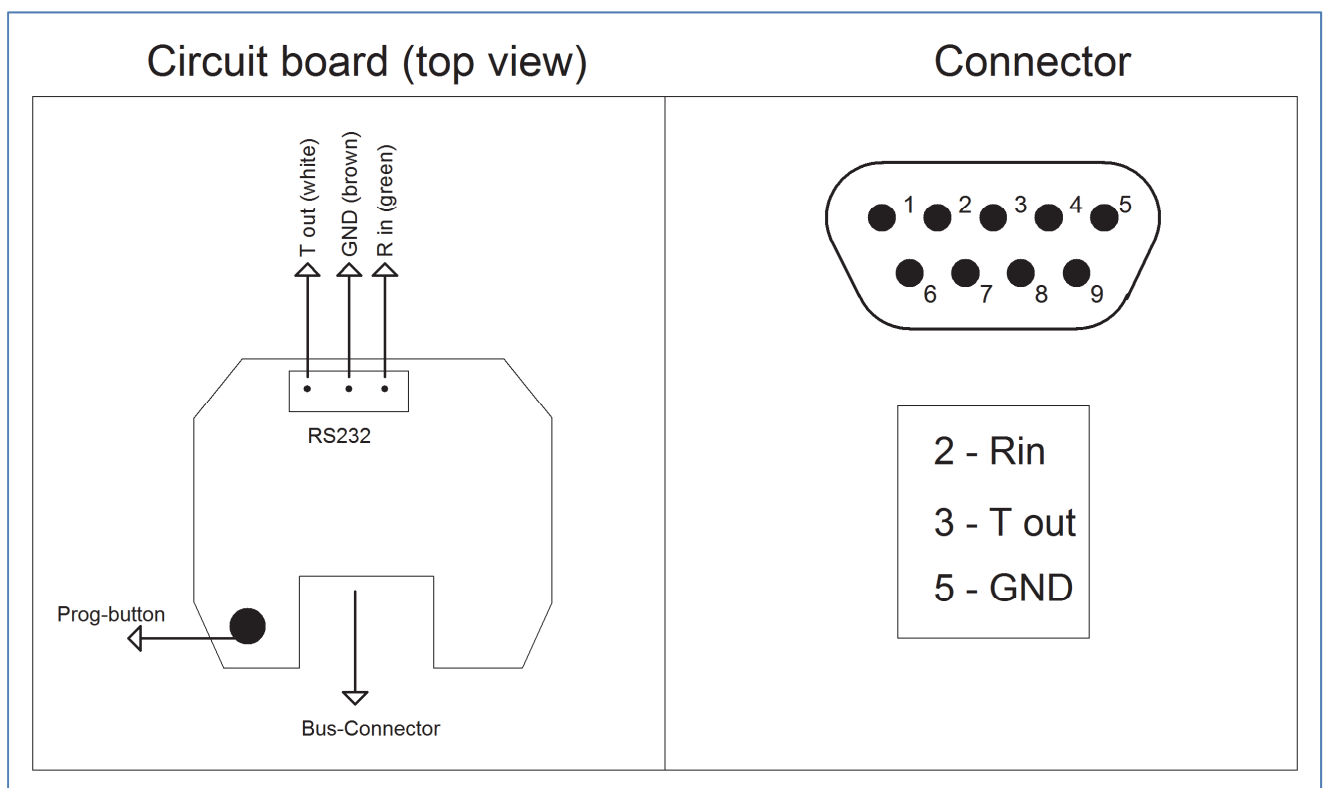 Circuit board (top view)
Connector
T out (white)
GND (brown)
R in (green)
RS232
Prog-button
Bus-Connector
1 2 3 4 5
6 7 8 9
2 - Rin
3 - T out
5 - GND